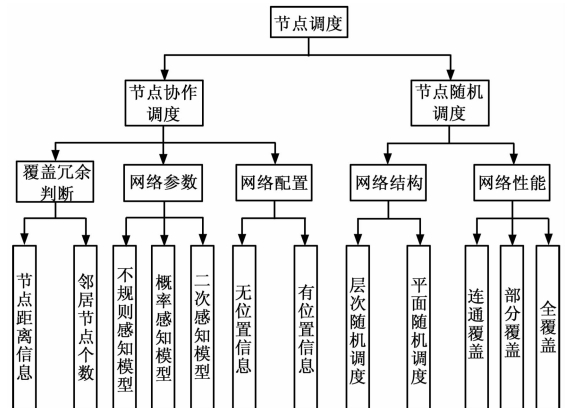 节点调度
节点协作
调度
节点随机
调度
覆盖冗余
判断
网络参数
网络配置
网络结构
网络性能
节点距离信息
邻居节点个数
不规则感知模型
概率感知模型
二次感知模型
无位置信息
有位置信息
层次随机调度
平面随机调度
连通覆盖
部分覆盖
全覆盖